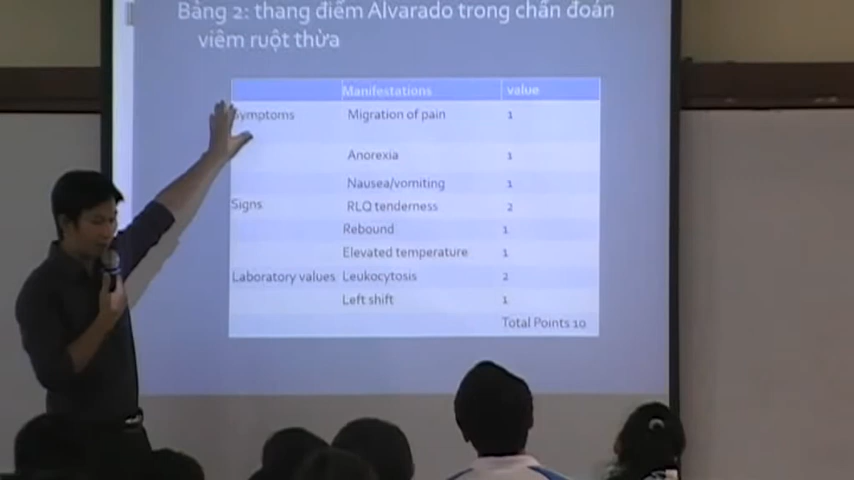 Bảng 2: thang điểm Alvarado trong chẩn đoán
viêm ruột thừa
Manifestations value
Symptoms Migration of pain 1
Anorexia 1
Nausea/vomiting 1
Signs RLQ tenderness 2
Rebound 1
Elevated temperature 1
Laboratory values Leukocytosis 2
Left shift 1
Total Points 10